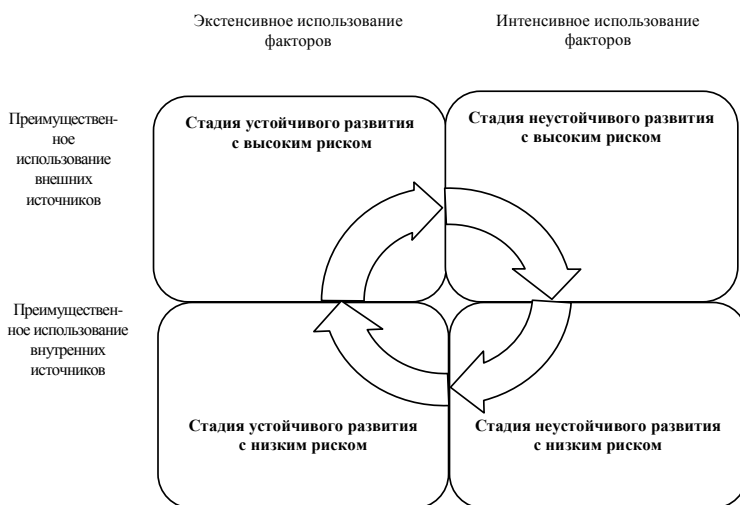 Экстенсивное использование
факторов
Интенсивное использование
факторов
Преимуществен-
ное
использование
внешних
источников
Стадия устойчивого развития
с высоким риском
Стадия неустойчивого развития
с высоким риском
Преимуществен-
ное использование
внутренних
источников
Стадия устойчивого развития
с низким риском
Стадия неустойчивого развития
с низким риском